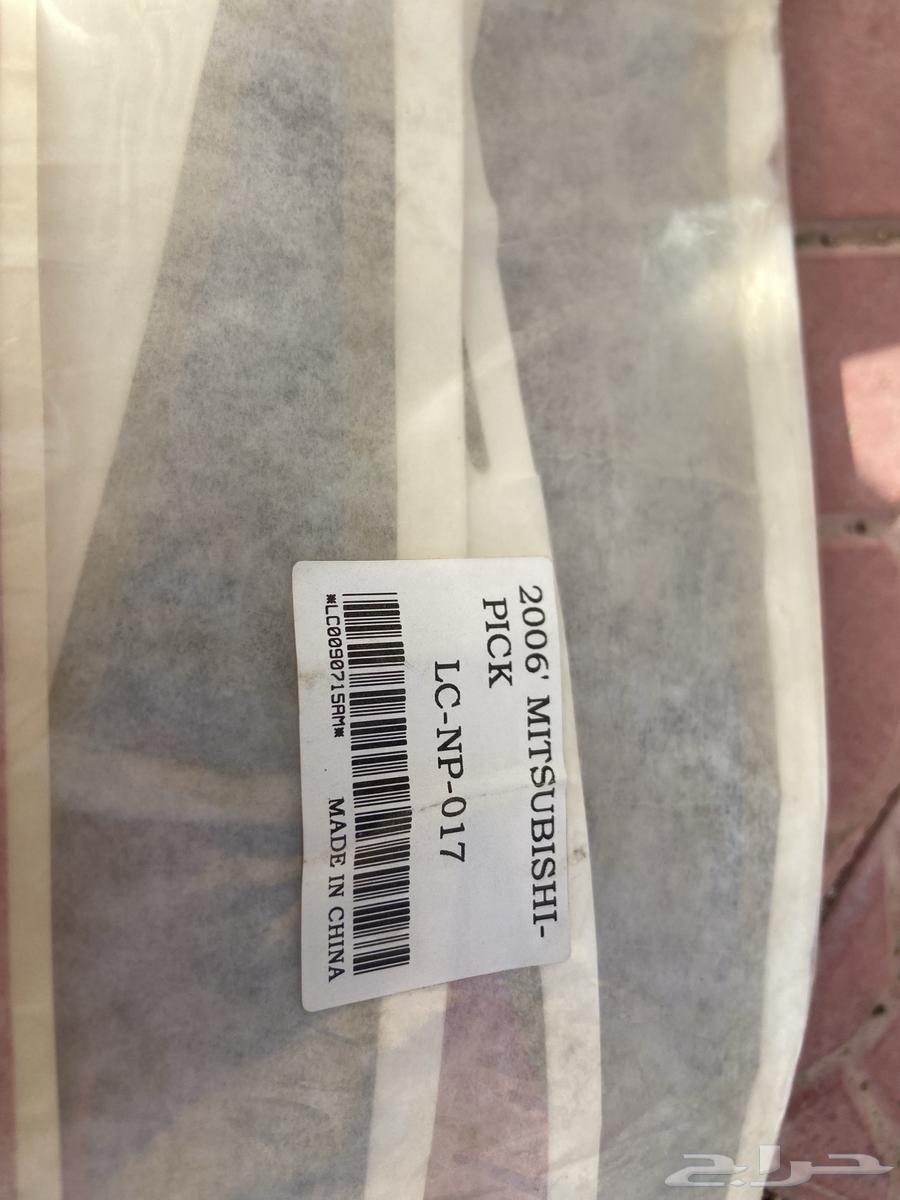 2006' MITSUBISHI-
PICK
LC-NP-017
*LC0090715AM*
MADE IN CHINA
حراج